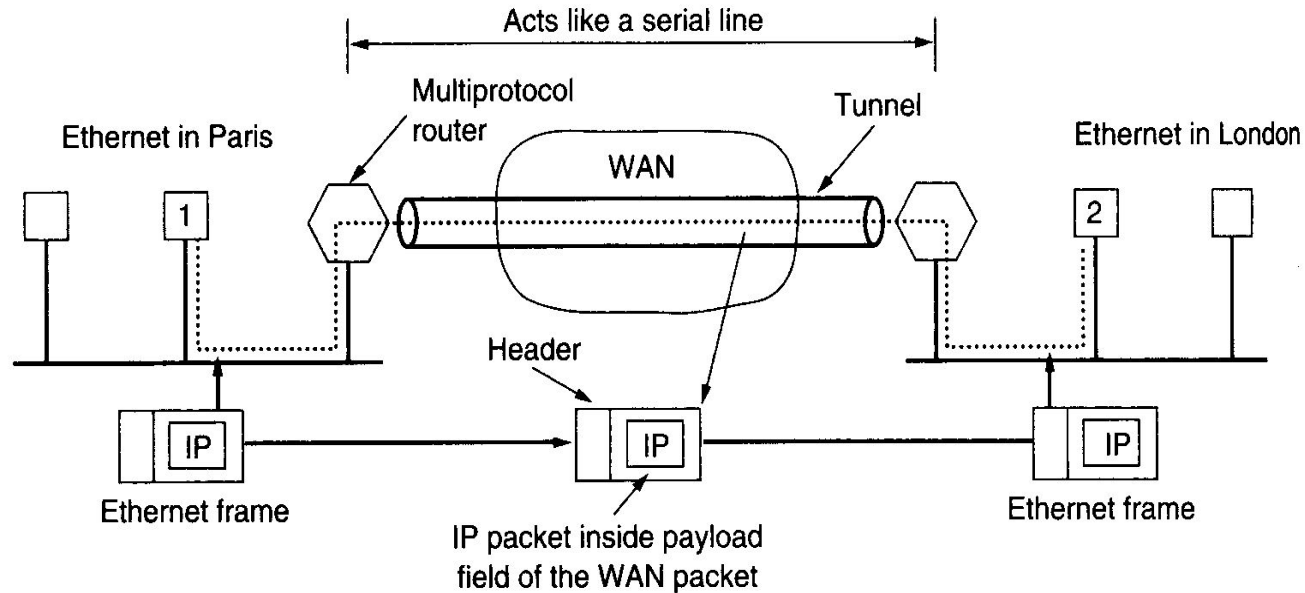 Acts like a serial line
Multiprotocol
router
Tunnel
Ethernet in Paris
Ethernet in London
WAN
1
2
Header
IP
IP
IP
Ethernet frame
Ethernet frame
IP packet inside payload
field of the WAN packet